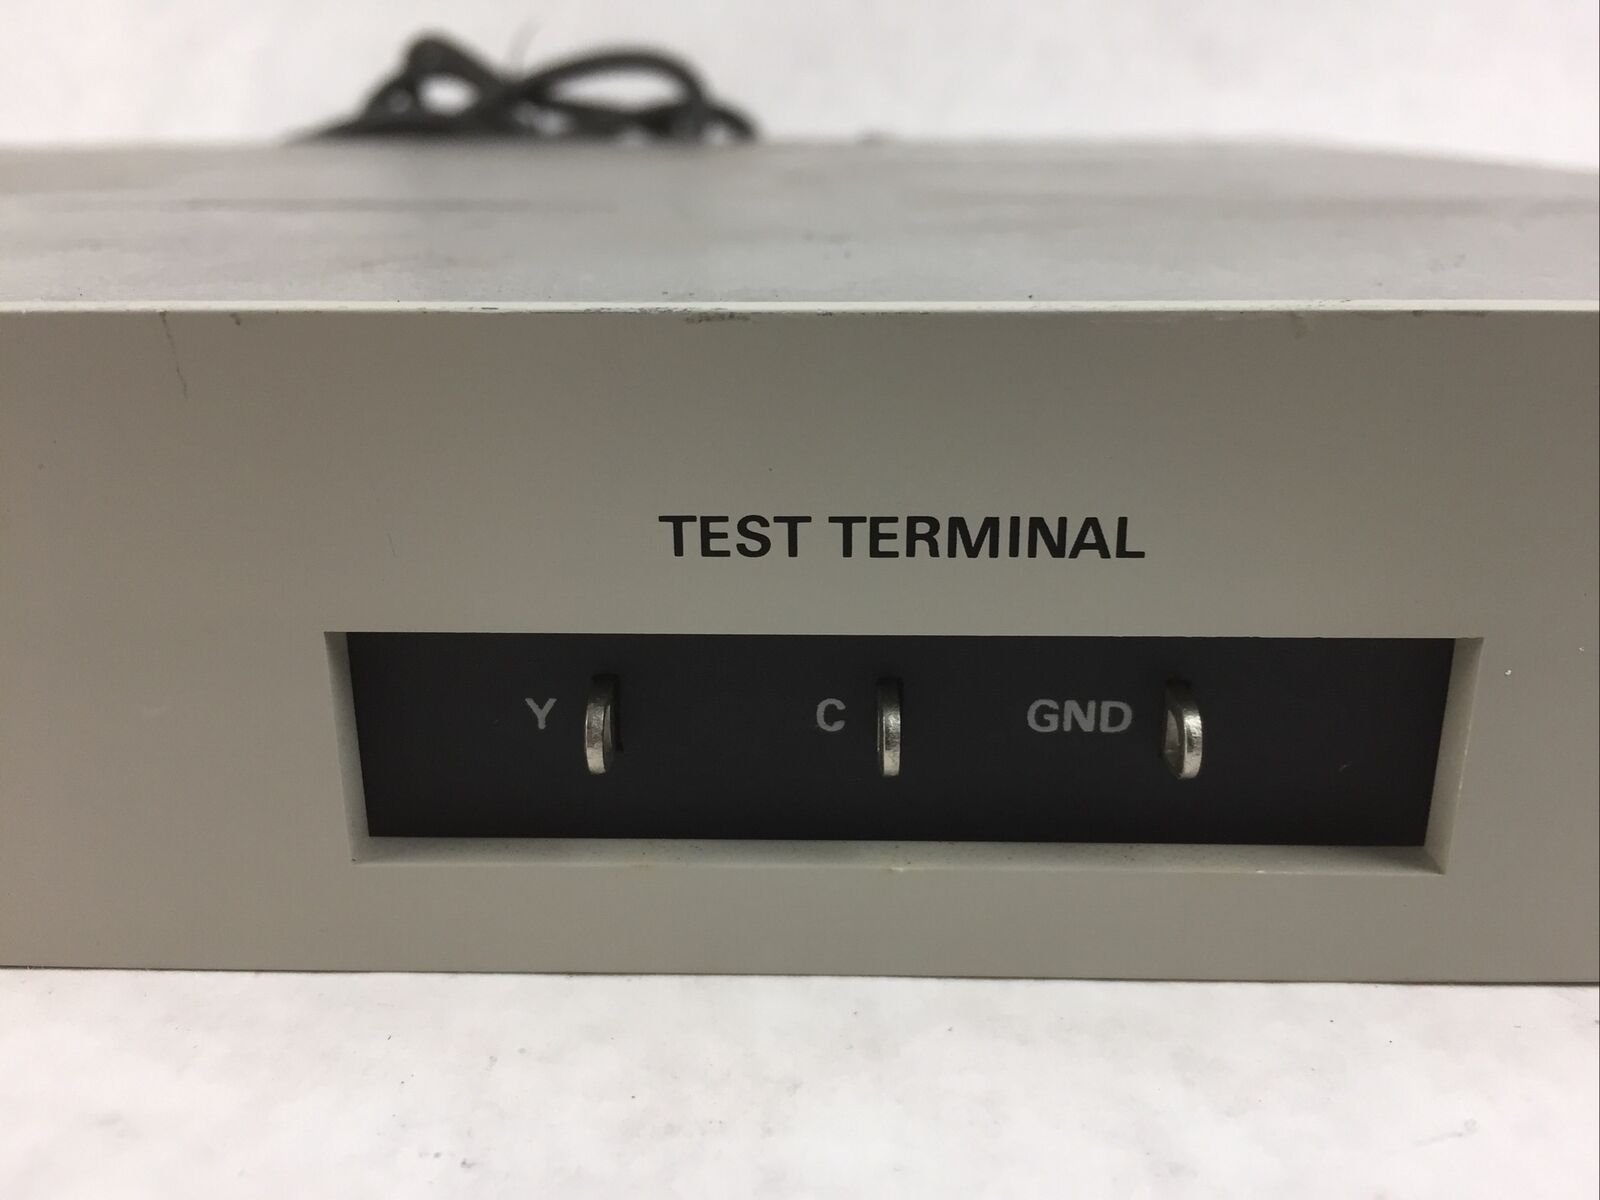 TEST TERMINAL
Y C GND